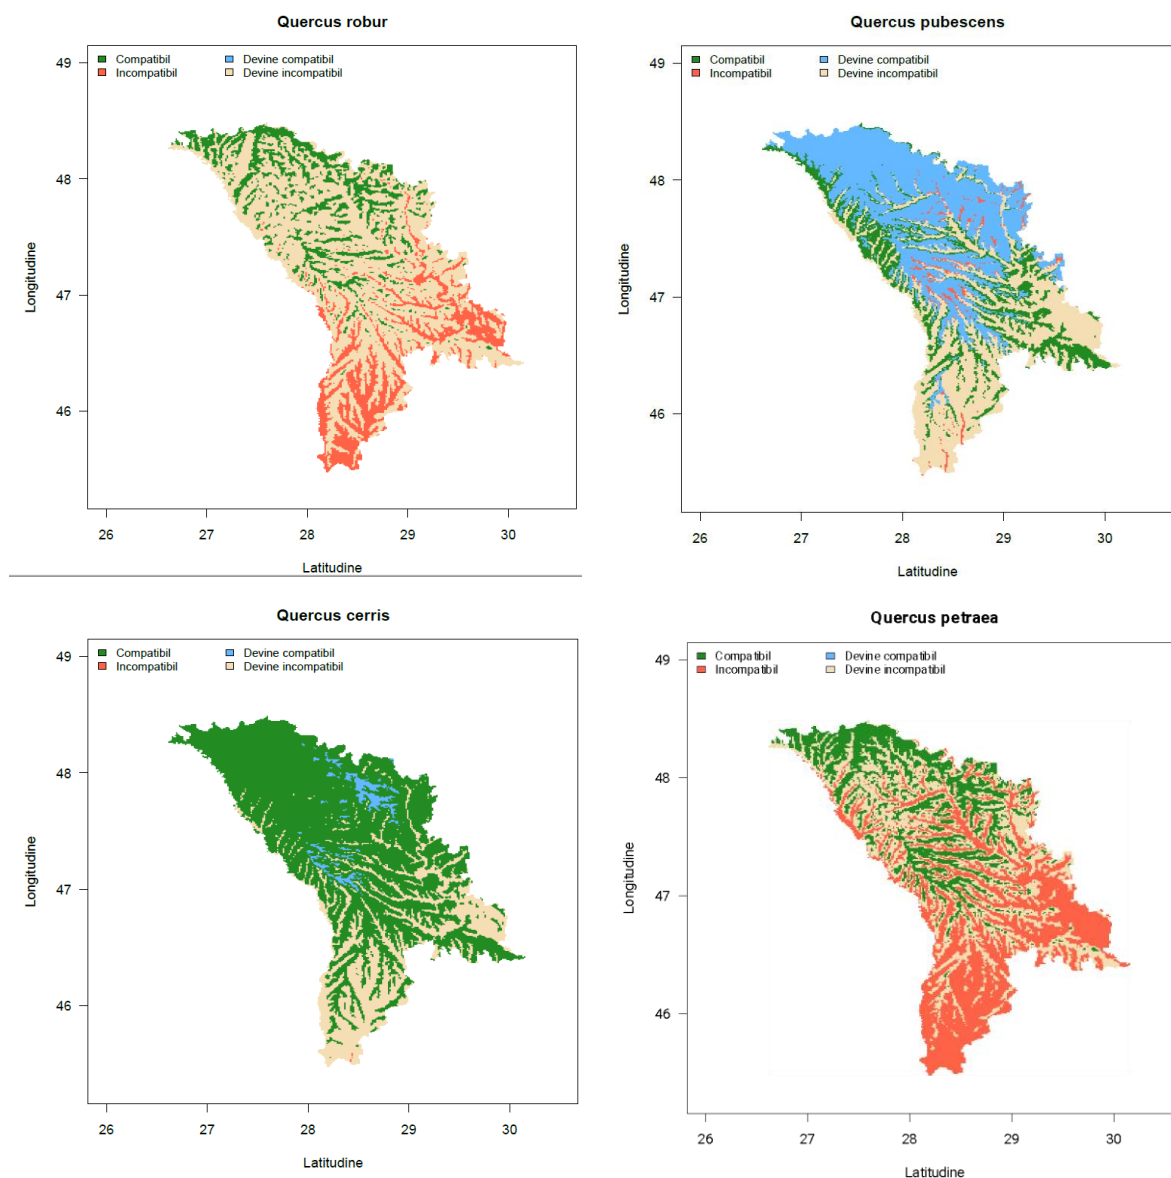 Quercus robur
Compatibil
Devine compatibil
Incompatibil
Devine incompatibil
49
48
47
46
Longitudine
26
27
28
29
30
Latitudine
Quercus pubescens
Compatibil
Devine compatibil
Incompatibil
Devine incompatibil
49
48
47
46
Longitudine
26
27
28
29
30
Latitudine
Quercus cerris
Compatibil
Devine compatibil
Incompatibil
Devine incompatibil
49
48
47
46
Longitudine
26
27
28
29
30
Latitudine
Quercus petraea
Compatibil
Devine compatibil
Incompatibil
Devine incompatibil
49
48
47
46
Longitudine
26
27
28
29
30
Latitudine